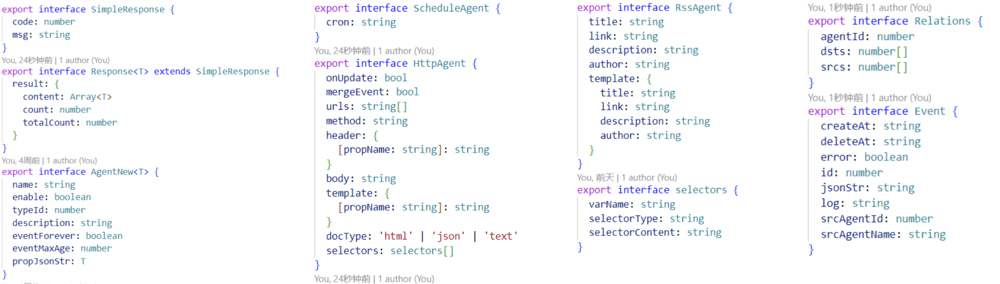 export interface SimpleResponse {
code: number
msg: string
}
You, 24秒钟前 | 1 author (You)
export interface Response<T> extends SimpleResponse {
result: {
content: Array<T>
count: number
totalCount: number
}
}
You, 4周前 | 1 author (You)
export interface AgentNew<T> {
name: string
enable: boolean
typeId: number
description: string
eventForever: boolean
eventMaxAge: number
propJsonStr: T
}
export interface ScheduleAgent {
cron: string
}
You, 24秒钟前 | 1 author (You)
export interface HttpAgent {
onUpdate: bool
mergeEvent: bool
urls: string[]
method: string
header: {
[propName: string]: string
}
body: string
template: {
[propName: string]: string
}
docType: 'html' | 'json' | 'text'
selectors: selectors[]
}
You, 24秒钟前 | 1 author (You)
export interface RssAgent {
title: string
link: string
description: string
author: string
template: {
title: string
link: string
description: string
author: string
}
}
You, 前天 | 1 author (You)
export interface selectors {
varName: string
selectorType: string
selectorContent: string
}
You, 1秒钟前 | 1 author (You)
export interface Relations {
agentId: number
dsts: number[]
srcs: number[]
}
You, 1秒钟前 | 1 author (You)
export interface Event {
createAt: string
deleteAt: string
error: boolean
id: number
jsonStr: string
log: string
srcAgentId: number
srcAgentName: string
}